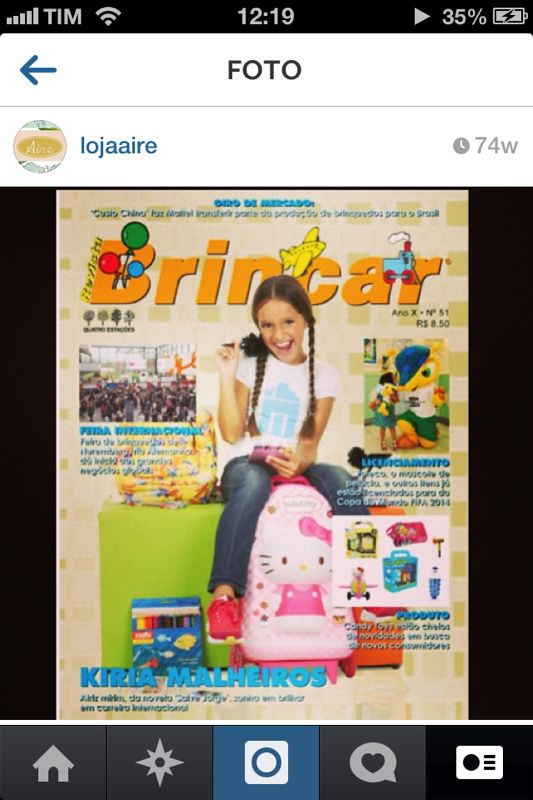 TIM 12:19 35%
FOTO
lojaaire 74w
Aire
GIRO DE MERCADO:
'Custo China' faz Mattel transferir parte da produção de brinquedos para o Brasil
Revista
Brincar
Ano X • Nº 51
R$ 8,50
QUATRO ESTAÇÕES
FEIRA INTERNACIONAL
Feira de brinquedos de
Nuremberg, na Alemanha,
dá início aos grandes
negócios globais
LICENCIAMENTO
Fuleco, o mascote de
pelúcia, e outros itens já
estão licenciados para da
Copa do Mundo FIFA 2014
Hello Kitty
PRODUTO
Candy Toys estão cheios
de novidades em busca
de novos consumidores
KIRIA MALHEIROS
Atriz mirim, da novela 'Salve Jorge', sonha em brilhar
em carreira internacional